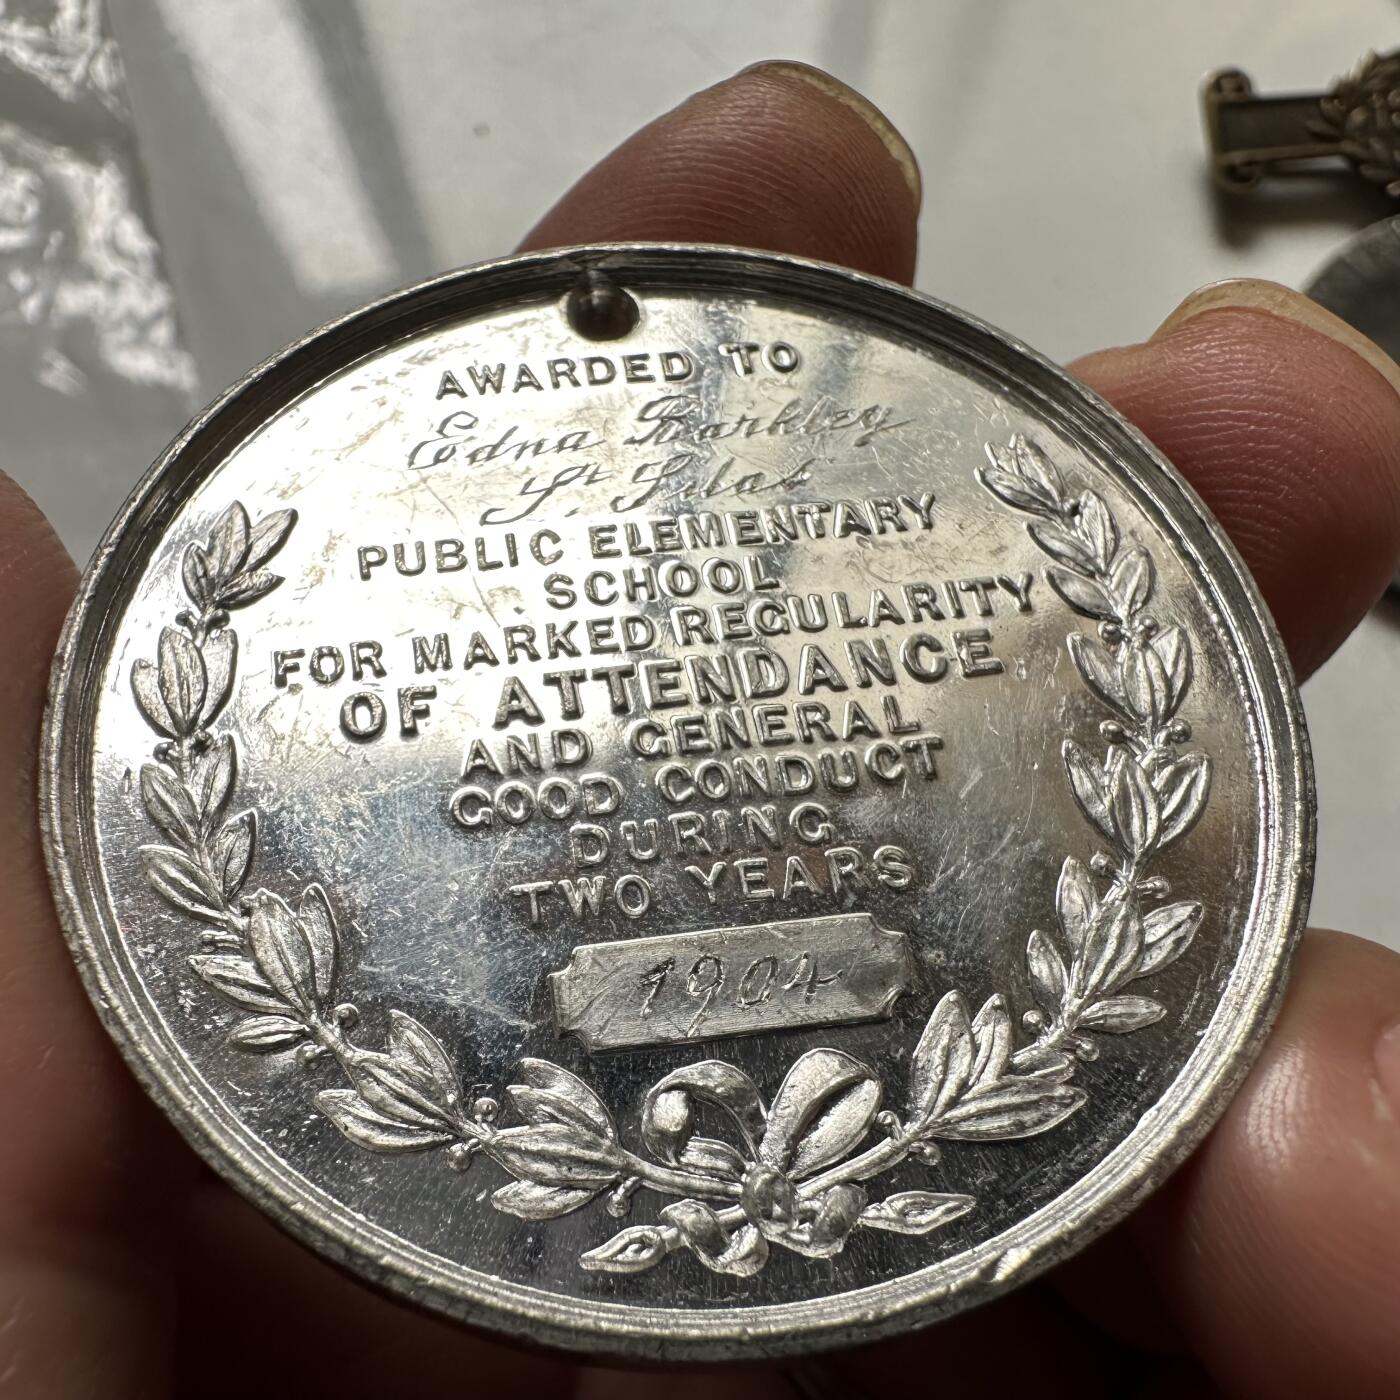 AWARDED TO
Edna Barkley
St Silas
PUBLIC ELEMENTARY
SCHOOL
FOR MARKED REGULARITY
OF ATTENDANCE
AND GENERAL
GOOD CONDUCT
DURING
TWO YEARS
1904